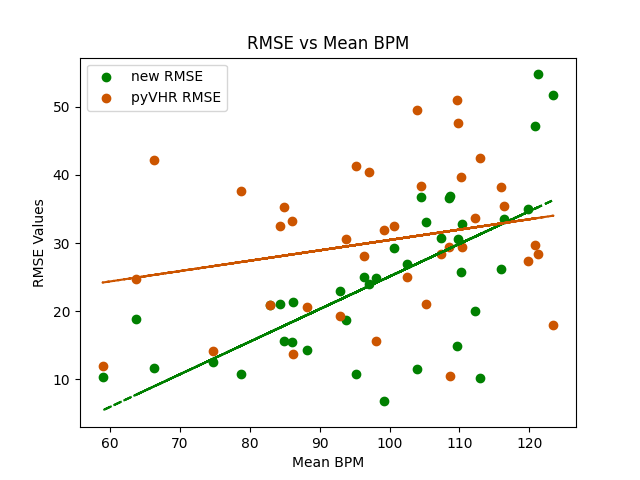 RMSE vs Mean BPM
new RMSE
pyVHR RMSE
RMSE Values
50
40
30
20
10
60 70 80 90 100 110 120
Mean BPM